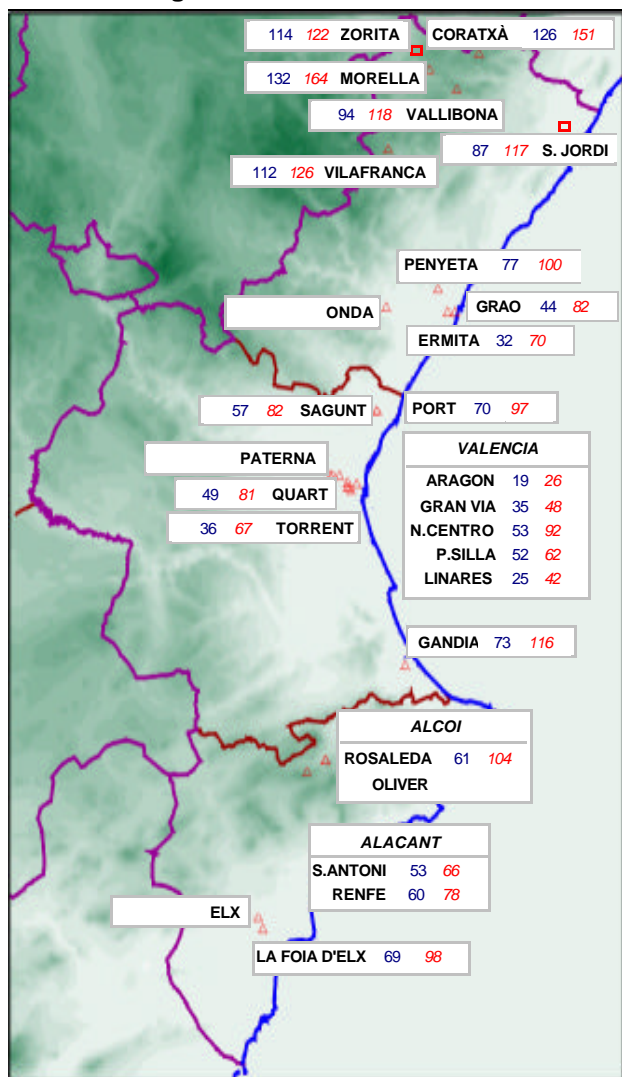 114 122 ZORITA
CORATXÀ 126 151
132 164 MORELLA
94 118 VALLIBONA
87 117 S. JORDI
112 126 VILAFRANCA
PENYETA 77 100
ONDA
GRAO 44 82
ERMITA 32 70
57 82 SAGUNT
PORT 70 97
VALENCIA
ARAGON 19 26
GRAN VIA 35 48
N.CENTRO 53 92
P.SILLA 52 62
LINARES 25 42
PATERNA
49 81 QUART
36 67 TORRENT
GANDIA 73 116
ALCOI
ROSALEDA 61 104
OLIVER
ALACANT
S.ANTONI 53 66
RENFE 60 78
ELX
LA FOIA D'ELX 69 98